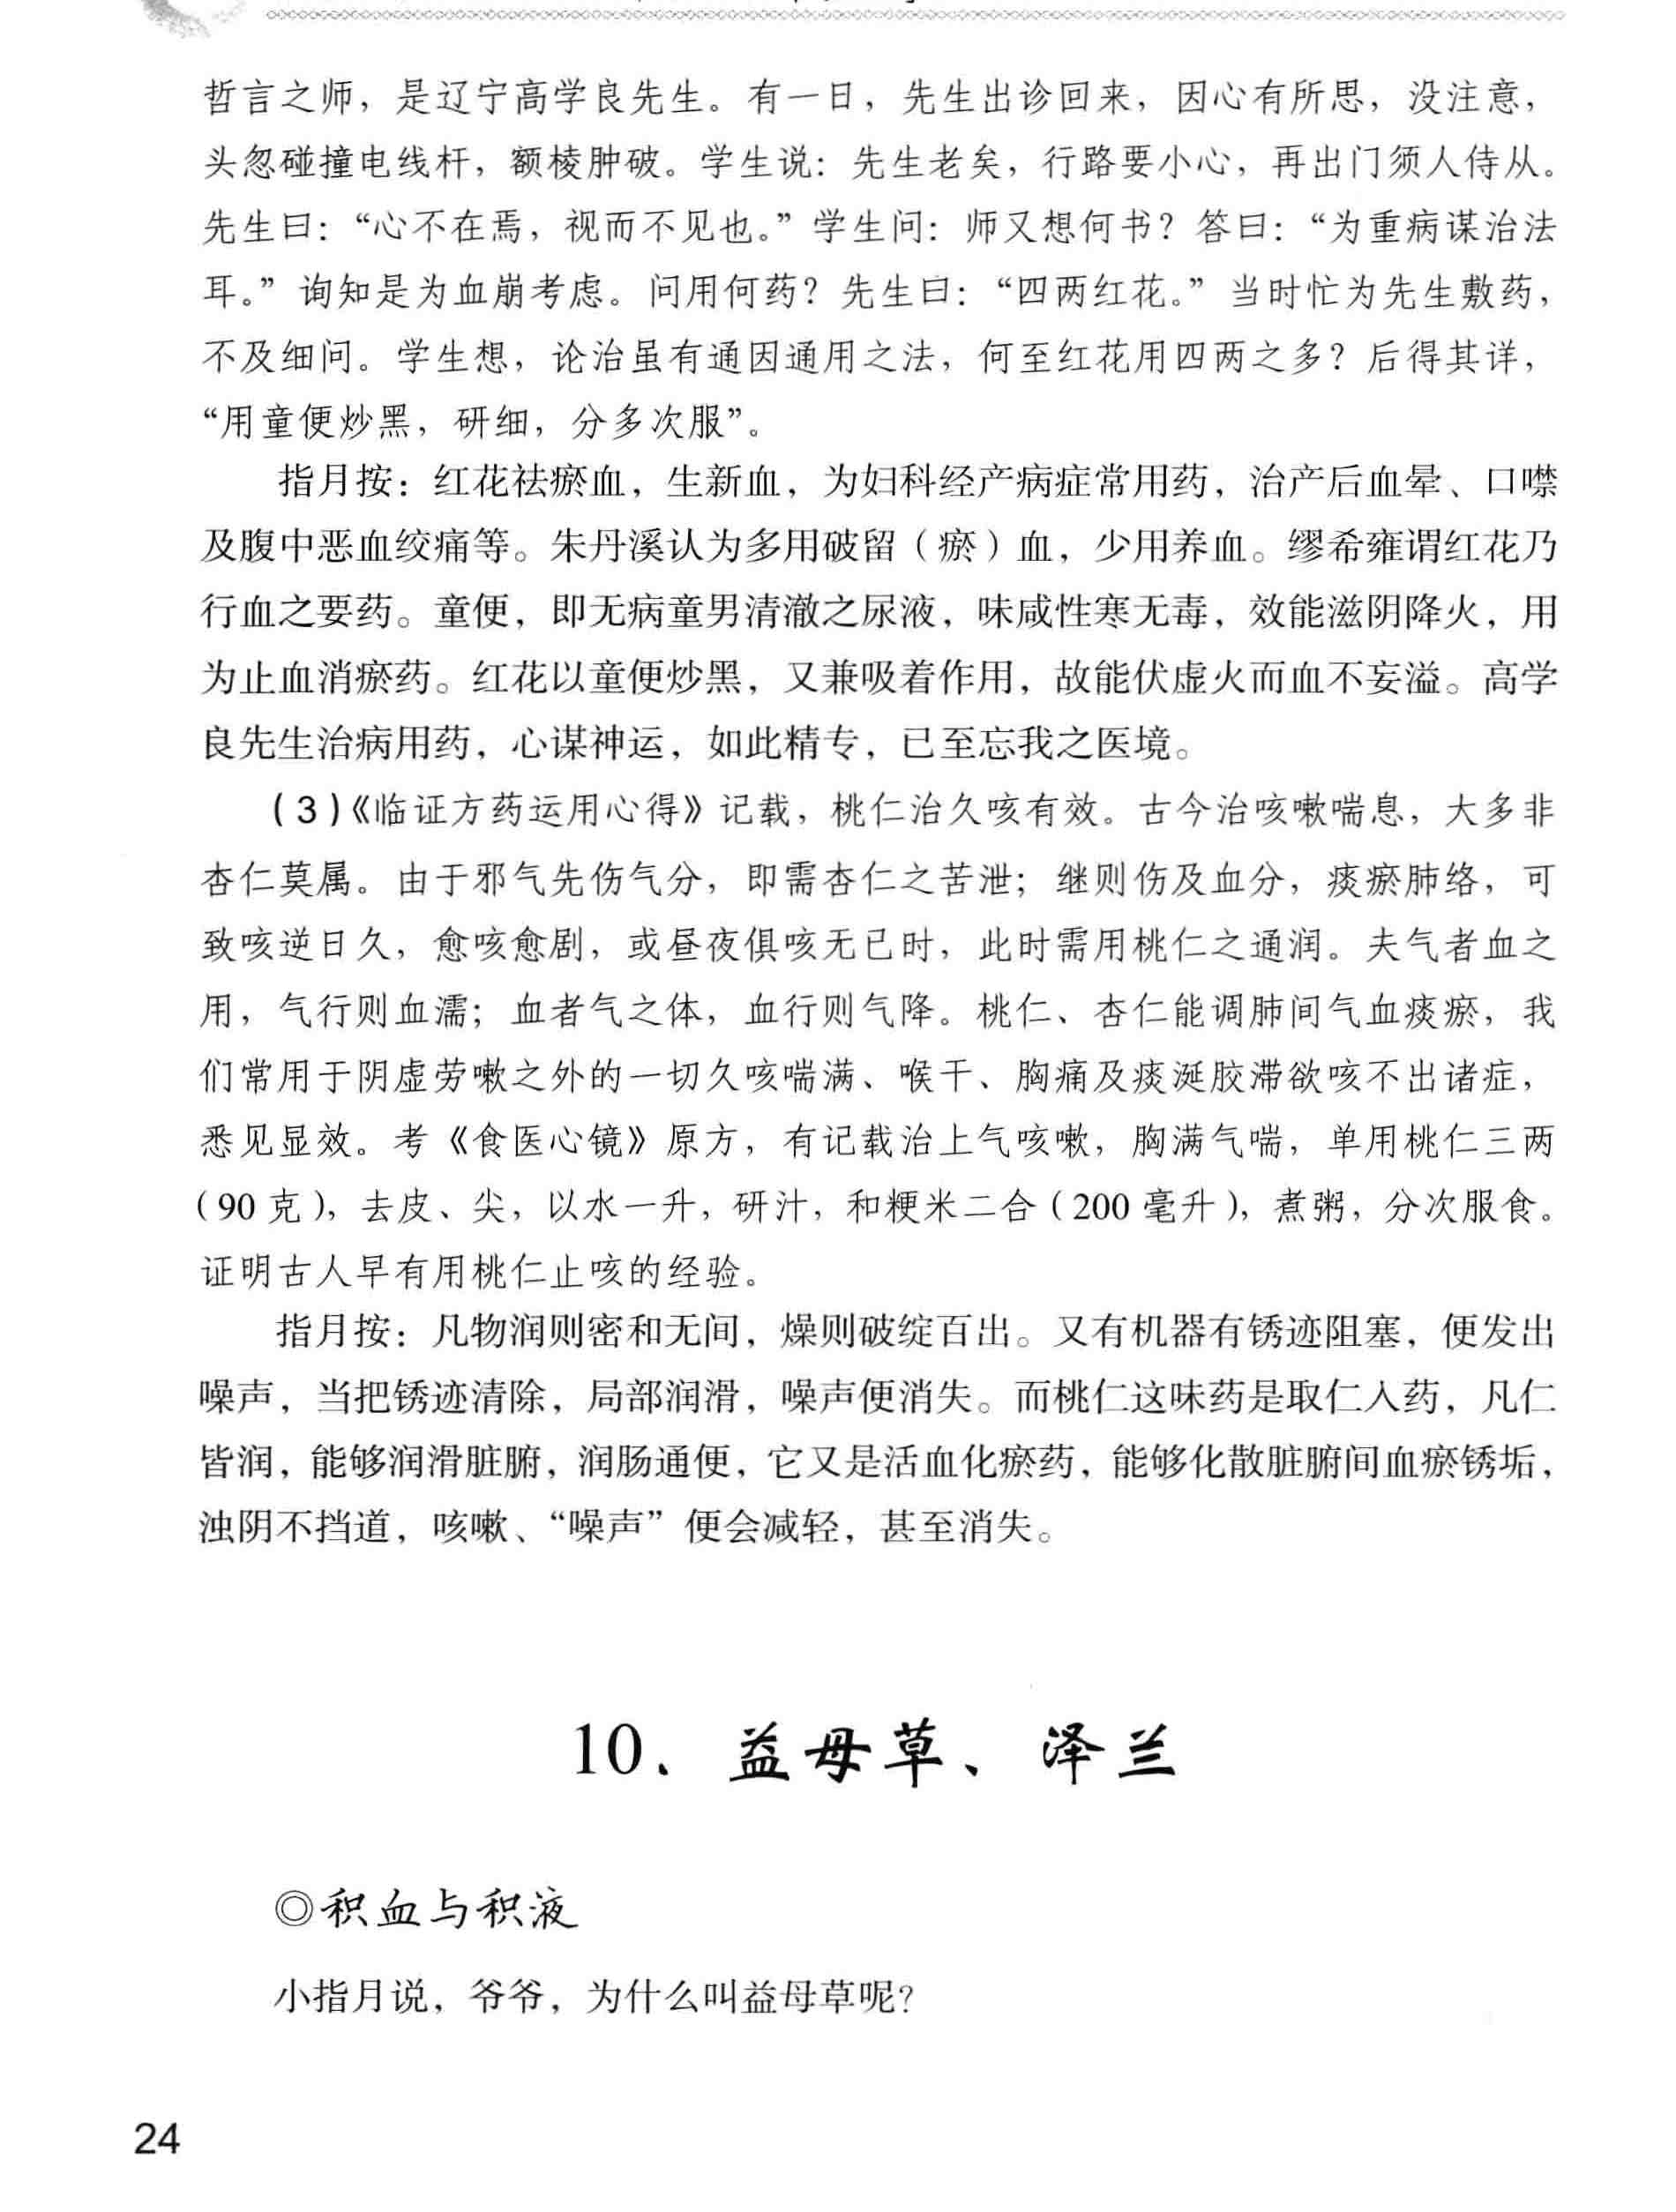 哲言之师，是辽宁高学良先生。有一日，先生出诊回来，因心有所思，没注意，
头忽碰撞电线杆，额棱肿破。学生说：先生老矣，行路要小心，再出门须人侍从。
先生曰：“心不在焉，视而不见也。”学生问：师又想何书？答曰：“为重病谋治法
耳。”询知是为血崩考虑。问用何药？先生曰：“四两红花。”当时忙为先生敷药，
不及细问。学生想，论治虽有通因通用之法，何至红花用四两之多？后得其详，
“用童便炒黑，研细，分多次服”。
指月按：红花祛瘀血，生新血，为妇科经产病症常用药，治产后血晕、口噤
及腹中恶血绞痛等。朱丹溪认为多用破留（瘀）血，少用养血。缪希雍谓红花乃
行血之要药。童便，即无病童男清澈之尿液，味咸性寒无毒，效能滋阴降火，用
为止血消瘀药。红花以童便炒黑，又兼吸着作用，故能伏虚火而血不妄溢。高学
良先生治病用药，心谋神运，如此精专，已至忘我之医境。
(3)《临证方药运用心得》记载，桃仁治久咳有效。古今治咳嗽喘息，大多非
杏仁莫属。由于邪气先伤气分，即需杏仁之苦泄；继则伤及血分，痰瘀肺络，可
致咳逆日久，愈咳愈剧，或昼夜俱咳无已时，此时需用桃仁之通润。夫气者血之
用，气行则血濡；血者气之体，血行则气降。桃仁、杏仁能调肺间气血痰瘀，我
们常用于阴虚劳嗽之外的一切久咳喘满、喉干、胸痛及痰涎胶滞欲咳不出诸症，
悉见显效。考《食医心镜》原方，有记载治上气咳嗽，胸满气喘，单用桃仁三两
（90 克），去皮、尖，以水一升，研汁，和粳米二合（200 毫升），煮粥，分次服食。
证明古人早有用桃仁止咳的经验。
指月按：凡物润则密和无间，燥则破绽百出。又有机器有锈迹阻塞，便发出
噪声，当把锈迹清除，局部润滑，噪声便消失。而桃仁这味药是取仁入药，凡仁
皆润，能够润滑脏腑，润肠通便，它又是活血化瘀药，能够化散脏腑间血瘀锈垢，
浊阴不挡道，咳嗽、“噪声”便会减轻，甚至消失。
10．益母草、泽兰
◎积血与积液
小指月说，爷爷，为什么叫益母草呢？
24